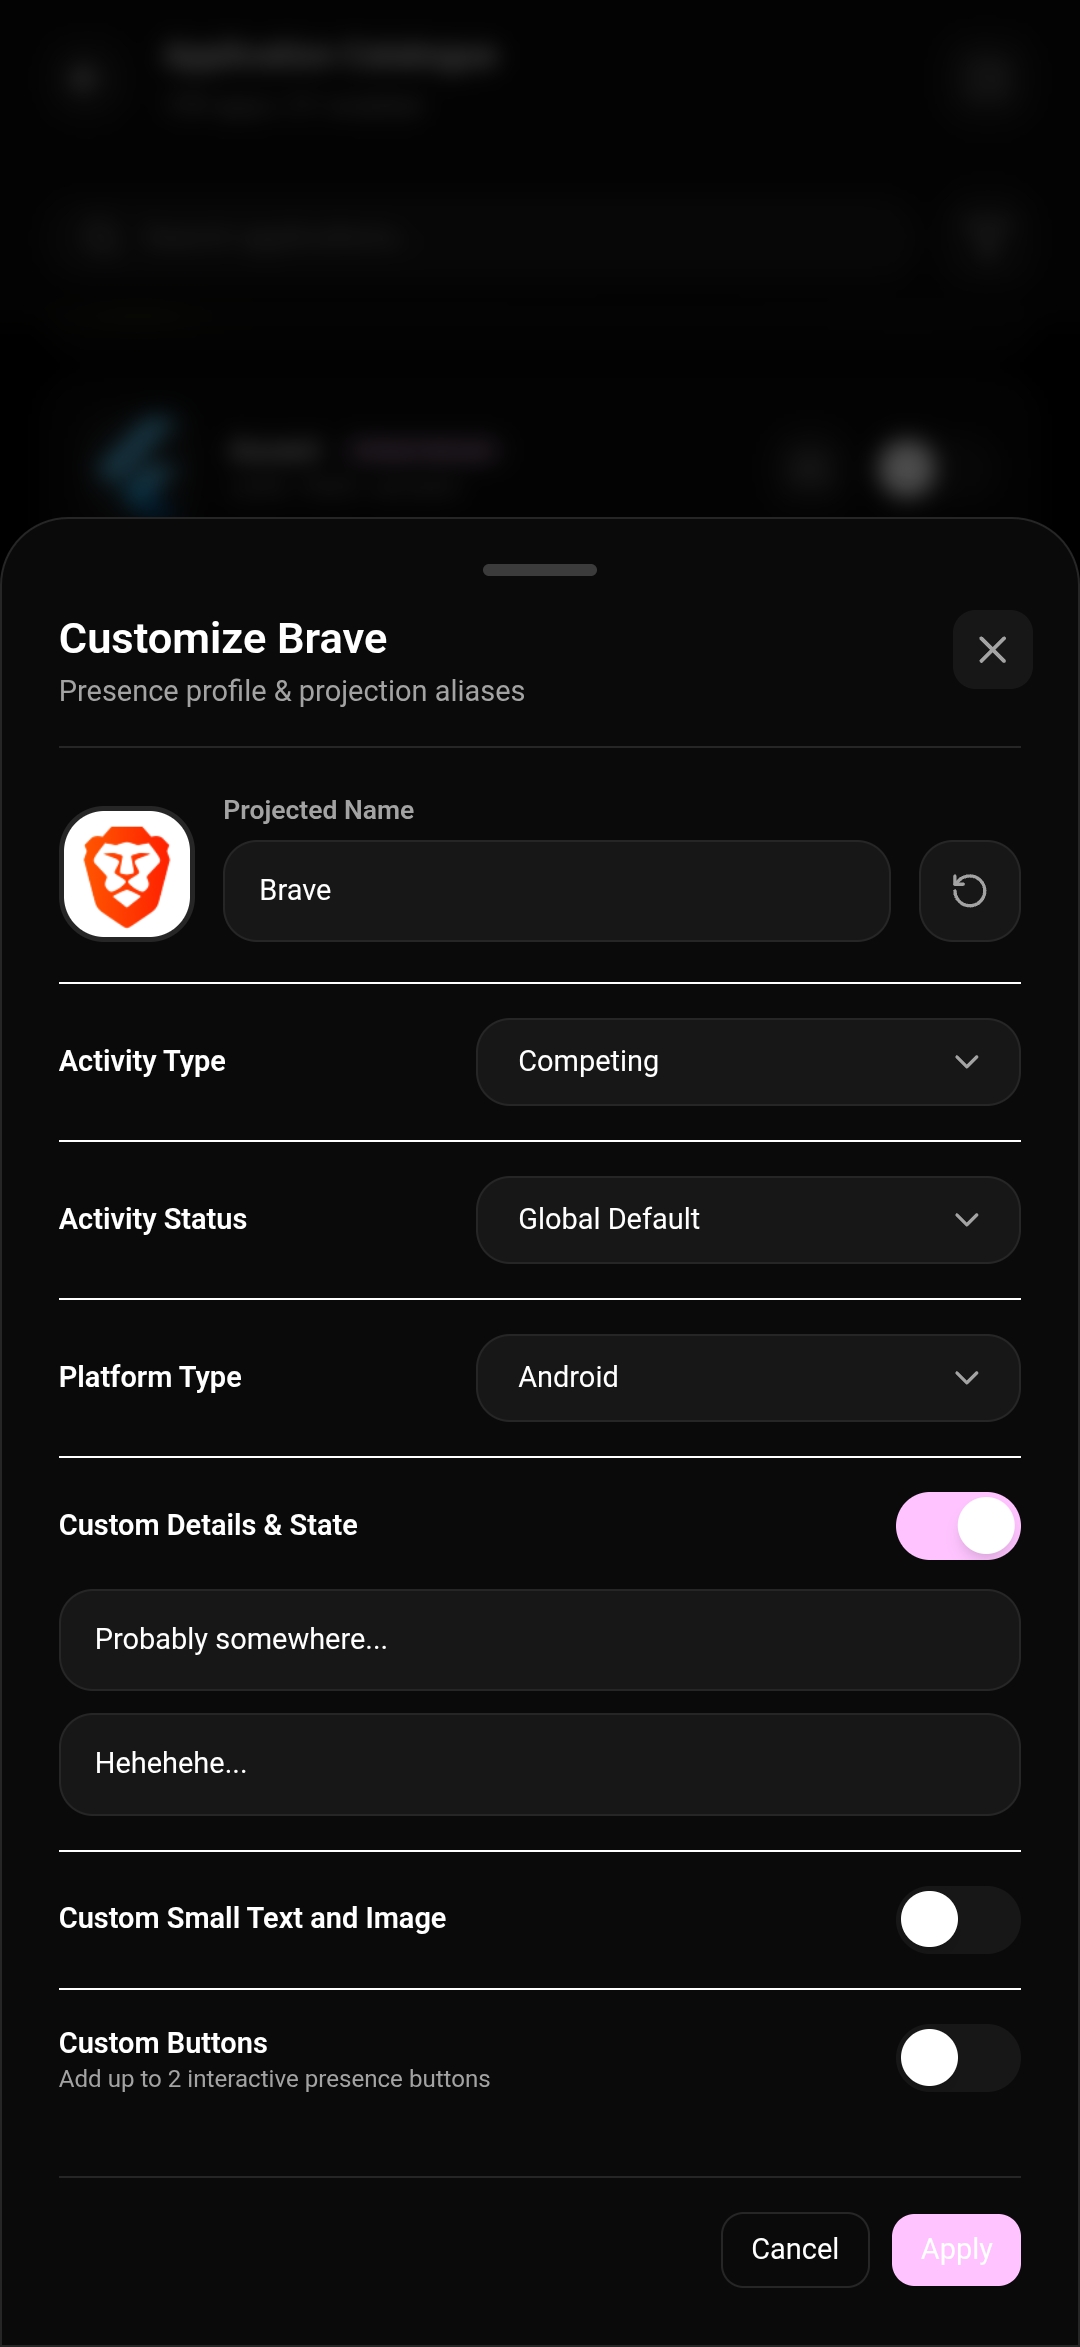 Customize Brave
Presence profile & projection aliases
Projected Name
Brave
Activity Type
Competing
Activity Status
Global Default
Platform Type
Android
Custom Details & State
Probably somewhere...
Hehehehe...
Custom Small Text and Image
Custom Buttons
Add up to 2 interactive presence buttons
Cancel
Apply